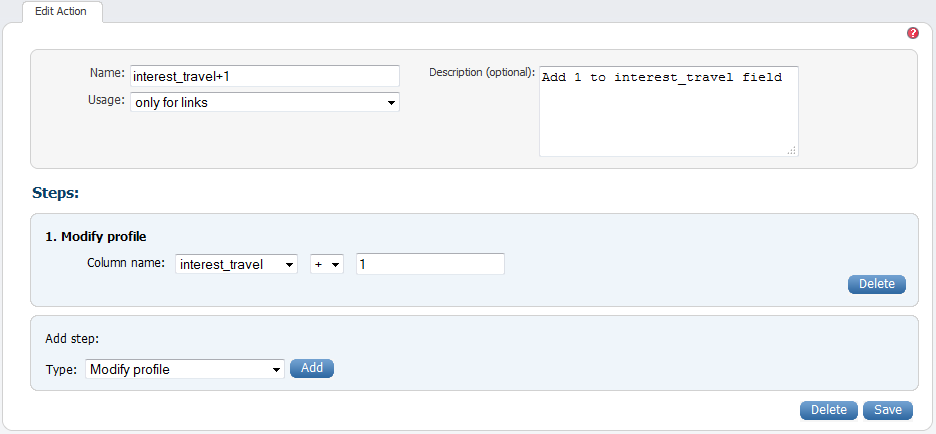 Edit Action
?
Name: interest_travel+1
Description (optional): Add 1 to interest_travel field
Usage: only for links
Steps:
1. Modify profile
Column name: interest_travel + 1
Delete
Add step:
Type: Modify profile Add
Delete Save